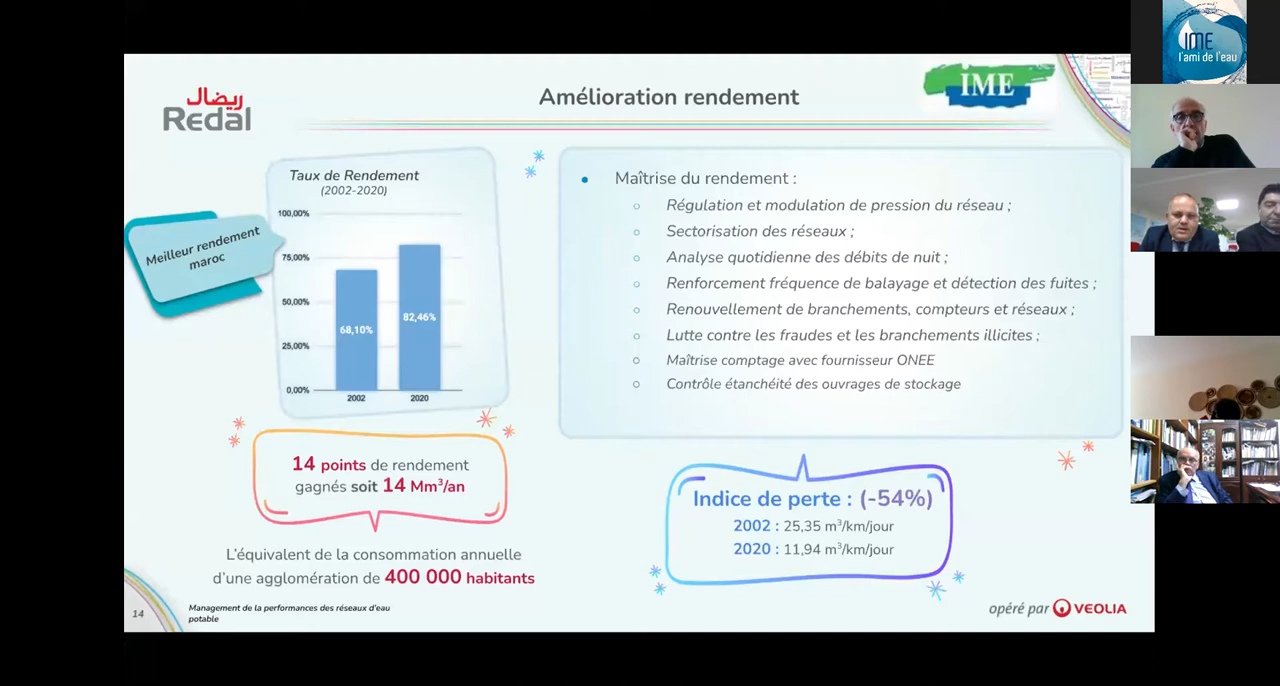 ريضال
Redal
Amélioration rendement
iME
IME
l'ami de l'eau
Taux de Rendement
(2002-2020)
100,00%
75,00%
50,00%
25,00%
0,00%
68,10%
82,46%
2002
2020
Meilleur rendement
maroc
• Maîtrise du rendement :
○ Régulation et modulation de pression du réseau ;
○ Sectorisation des réseaux ;
○ Analyse quotidienne des débits de nuit ;
○ Renforcement fréquence de balayage et détection des fuites ;
○ Renouvellement de branchements, compteurs et réseaux ;
○ Lutte contre les fraudes et les branchements illicites ;
○ Maîtrise comptage avec fournisseur ONEE
○ Contrôle étanchéité des ouvrages de stockage
14 points de rendement
gagnés soit 14 Mm³/an
L'équivalent de la consommation annuelle
d'une agglomération de 400 000 habitants
Indice de perte : (-54%)
2002 : 25,35 m³/km/jour
2020 : 11,94 m³/km/jour
14
Management de la performances des réseaux d'eau
potable
opéré par VEOLIA